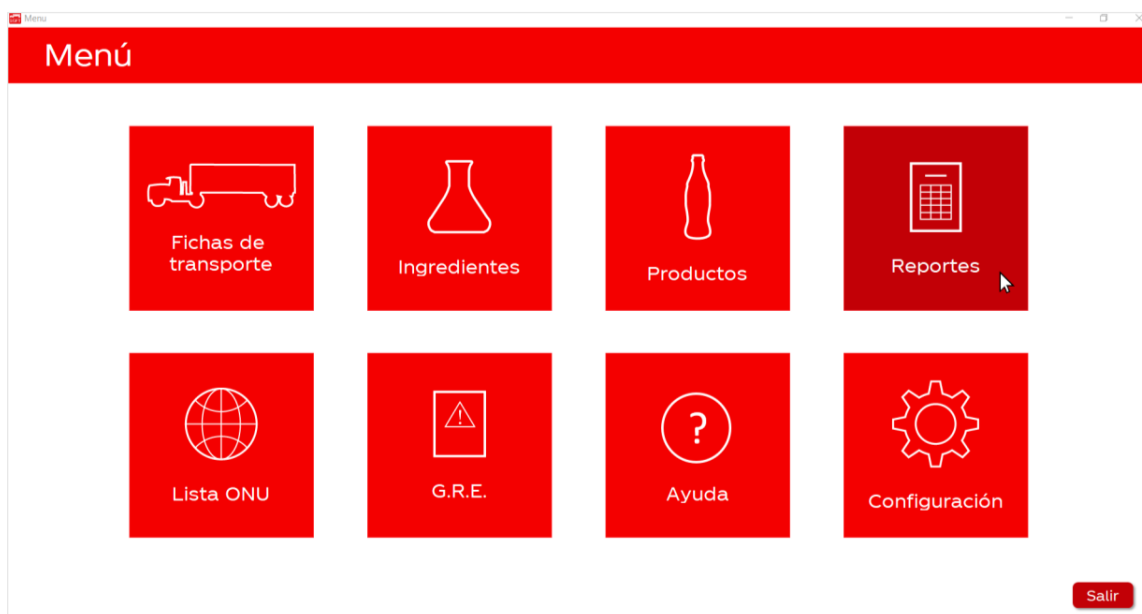 Menu
Menú
Fichas de
transporte
Ingredientes
Productos
Reportes
Lista ONU
G.R.E.
Ayuda
Configuración
Salir